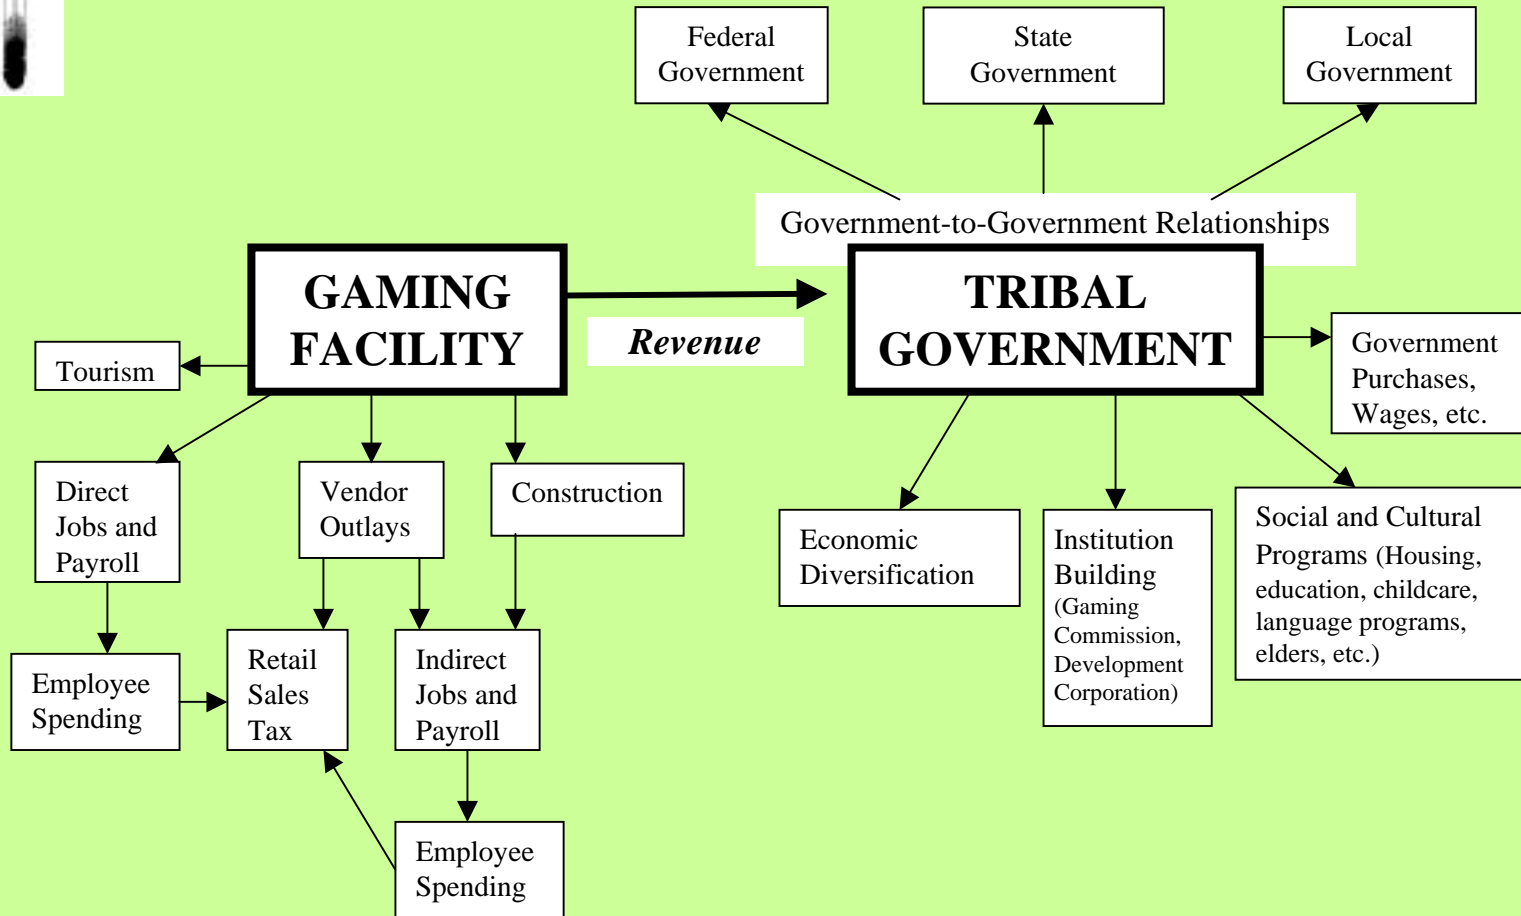 Federal
Government
State
Government
Local
Government
Government-to-Government Relationships
GAMING
FACILITY
Revenue
TRIBAL
GOVERNMENT
Tourism
Government
Purchases,
Wages, etc.
Direct
Jobs and
Payroll
Vendor
Outlays
Construction
Economic
Diversification
Institution
Building
(Gaming
Commission,
Development
Corporation)
Social and Cultural
Programs (Housing,
education, childcare,
language programs,
elders, etc.)
Employee
Spending
Retail
Sales
Tax
Indirect
Jobs and
Payroll
Employee
Spending